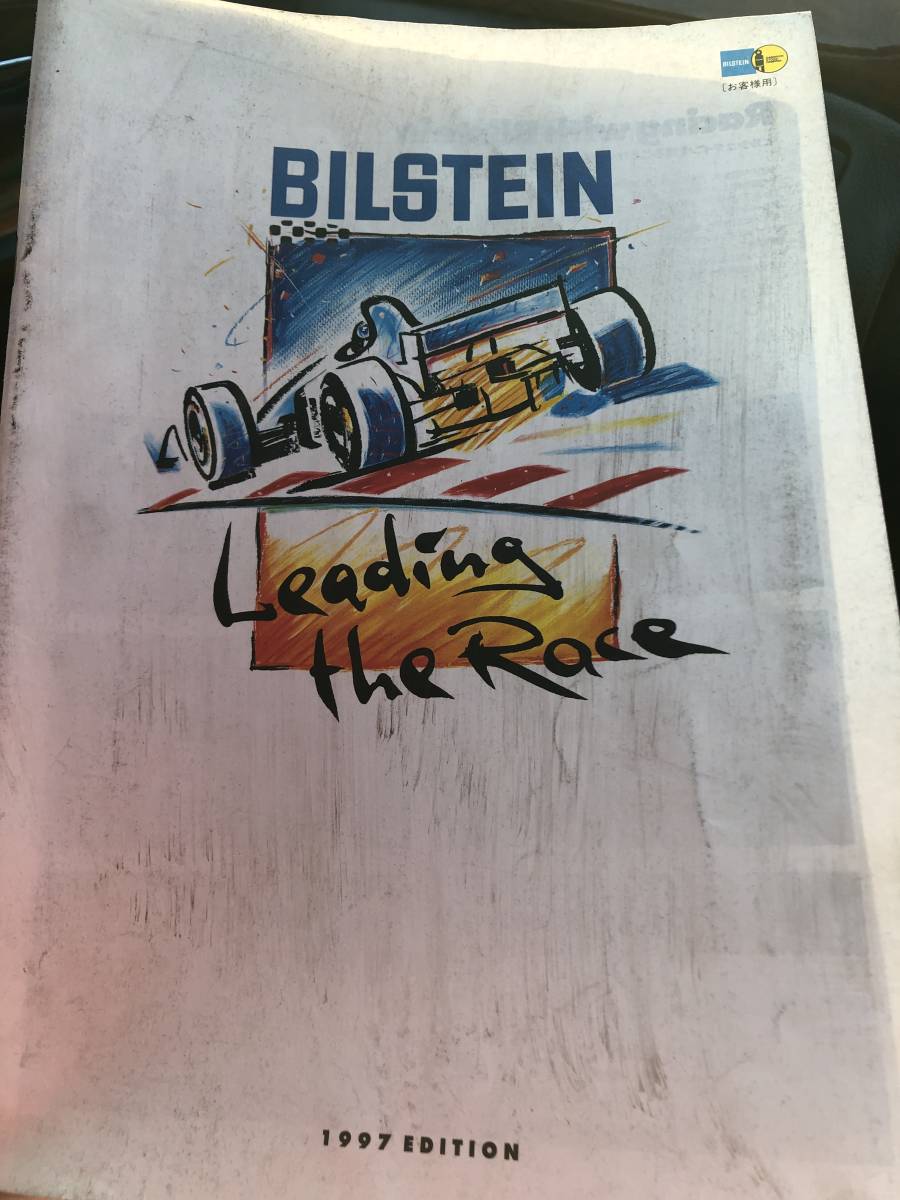 BILSTEIN
[お客様用]
BILSTEIN
Leading
the Race
1997 EDITION